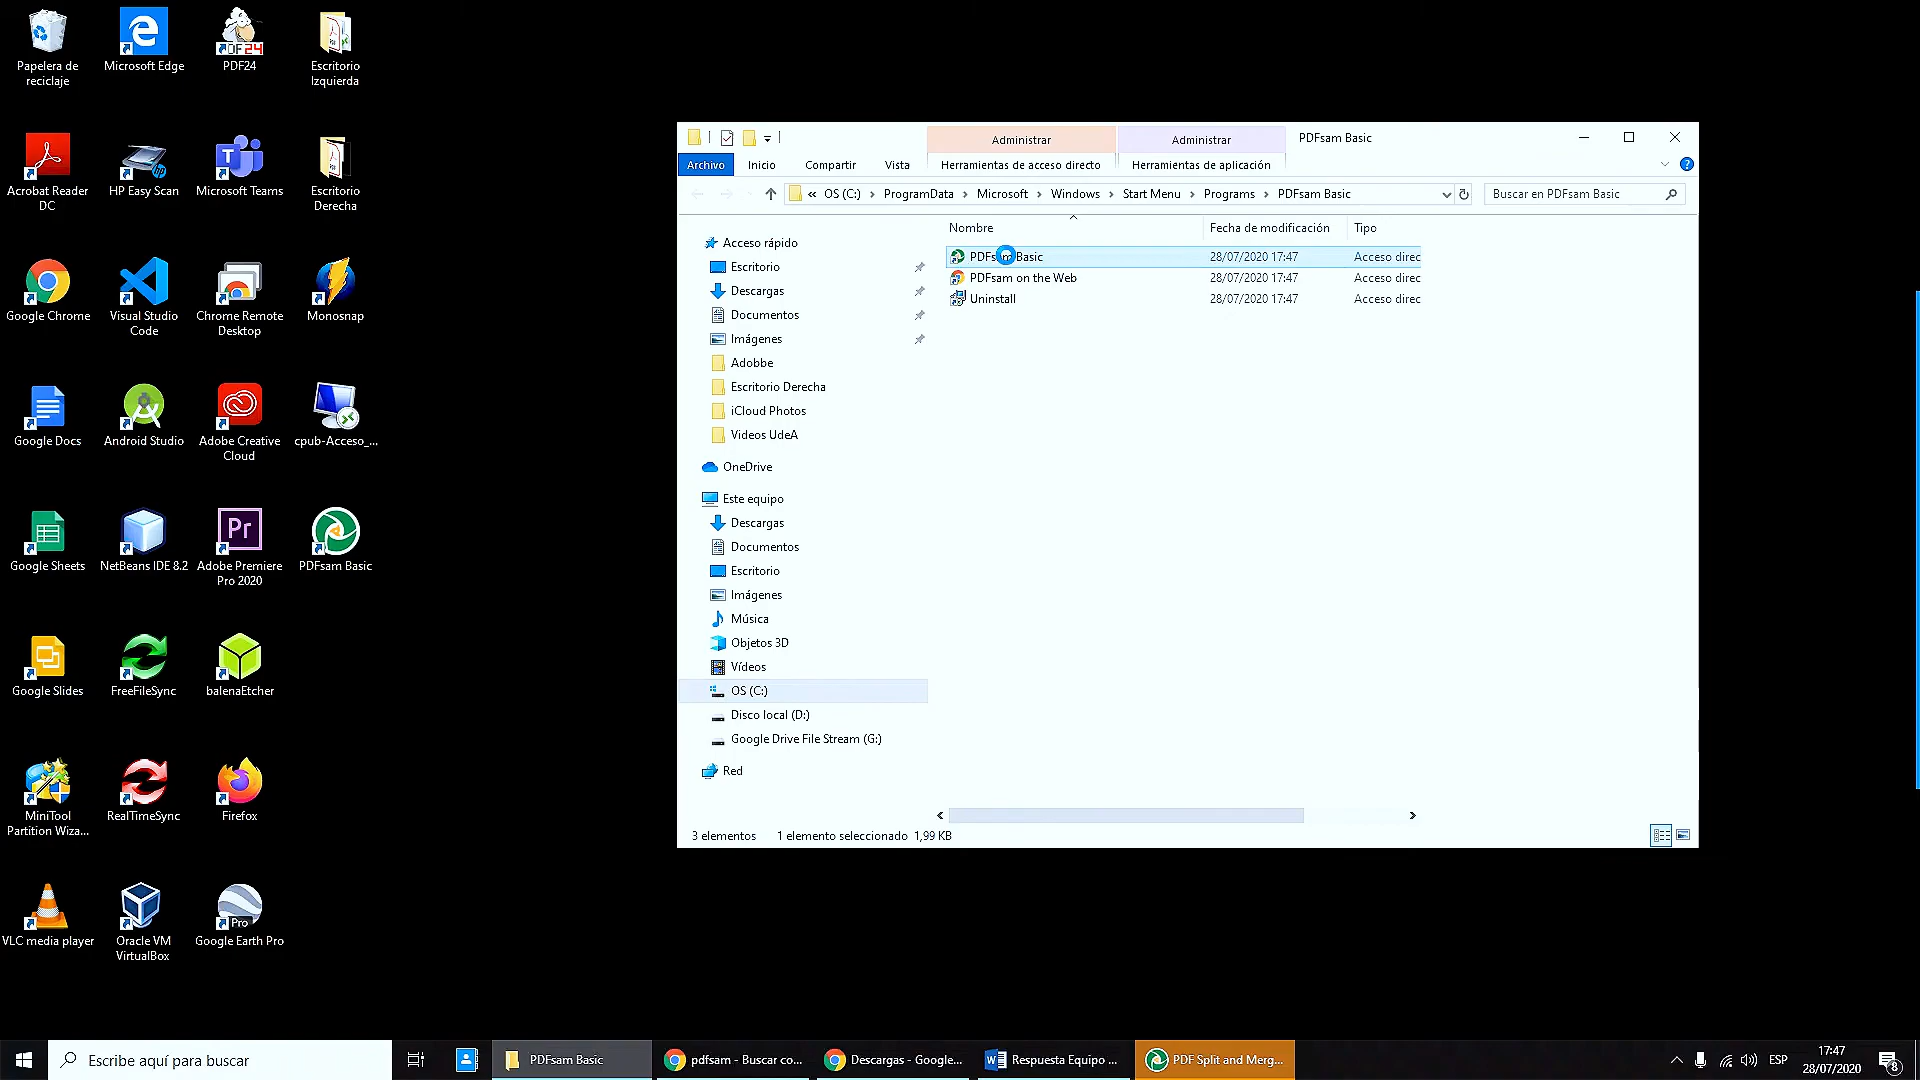 Papelera de
reciclaje
Microsoft Edge
PDF24
Escritorio
Izquierda
Acrobat Reader
DC
HP Easy Scan
Microsoft Teams
Escritorio
Derecha
Google Chrome
Visual Studio
Code
Chrome Remote
Desktop
Monosnap
Google Docs
Android Studio
Adobe Creative
Cloud
cpub-Acceso_...
Google Sheets
NetBeans IDE 8.2
Adobe Premiere
Pro 2020
PDFsam Basic
Google Slides
FreeFileSync
balenaEtcher
MiniTool
Partition Wiza...
RealTimeSync
Firefox
VLC media player
Oracle VM
VirtualBox
Google Earth Pro
Administrar
Administrar
PDFsam Basic
Archivo
Inicio
Compartir
Vista
Herramientas de acceso directo
Herramientas de aplicación
« OS (C:) › ProgramData › Microsoft › Windows › Start Menu › Programs › PDFsam Basic
Buscar en PDFsam Basic
Nombre
Fecha de modificación
Tipo
PDFsam Basic 28/07/2020 17:47 Acceso direc
PDFsam on the Web 28/07/2020 17:47 Acceso direc
Uninstall 28/07/2020 17:47 Acceso direc
Acceso rápido
Escritorio
Descargas
Documentos
Imágenes
Adobbe
Escritorio Derecha
iCloud Photos
Videos UdeA
OneDrive
Este equipo
Descargas
Documentos
Escritorio
Imágenes
Música
Objetos 3D
Vídeos
OS (C:)
Disco local (D:)
Google Drive File Stream (G:)
Red
3 elementos
1 elemento seleccionado 1,99 KB
Escribe aquí para buscar
PDFsam Basic
pdfsam - Buscar co...
Descargas - Google...
Respuesta Equipo ...
PDF Split and Merg...
ESP
17:47
28/07/2020
8